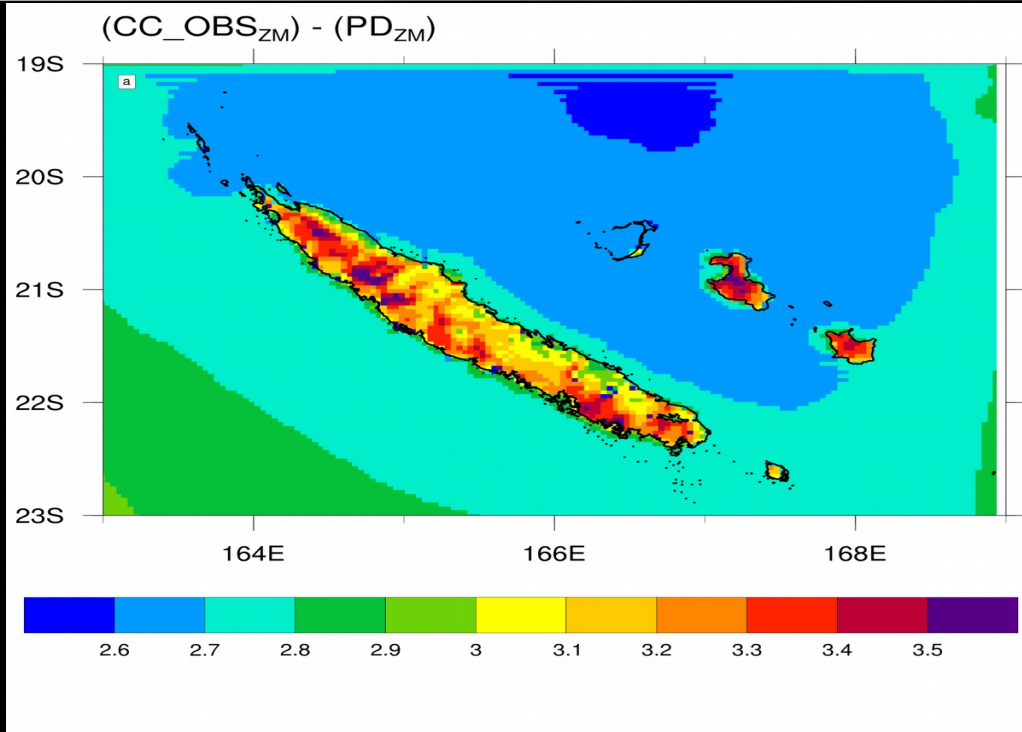 (CC_OBSZM) - (PDZM)
a
19S
20S
21S
22S
23S
164E 166E 168E
2.6 2.7 2.8 2.9 3 3.1 3.2 3.3 3.4 3.5